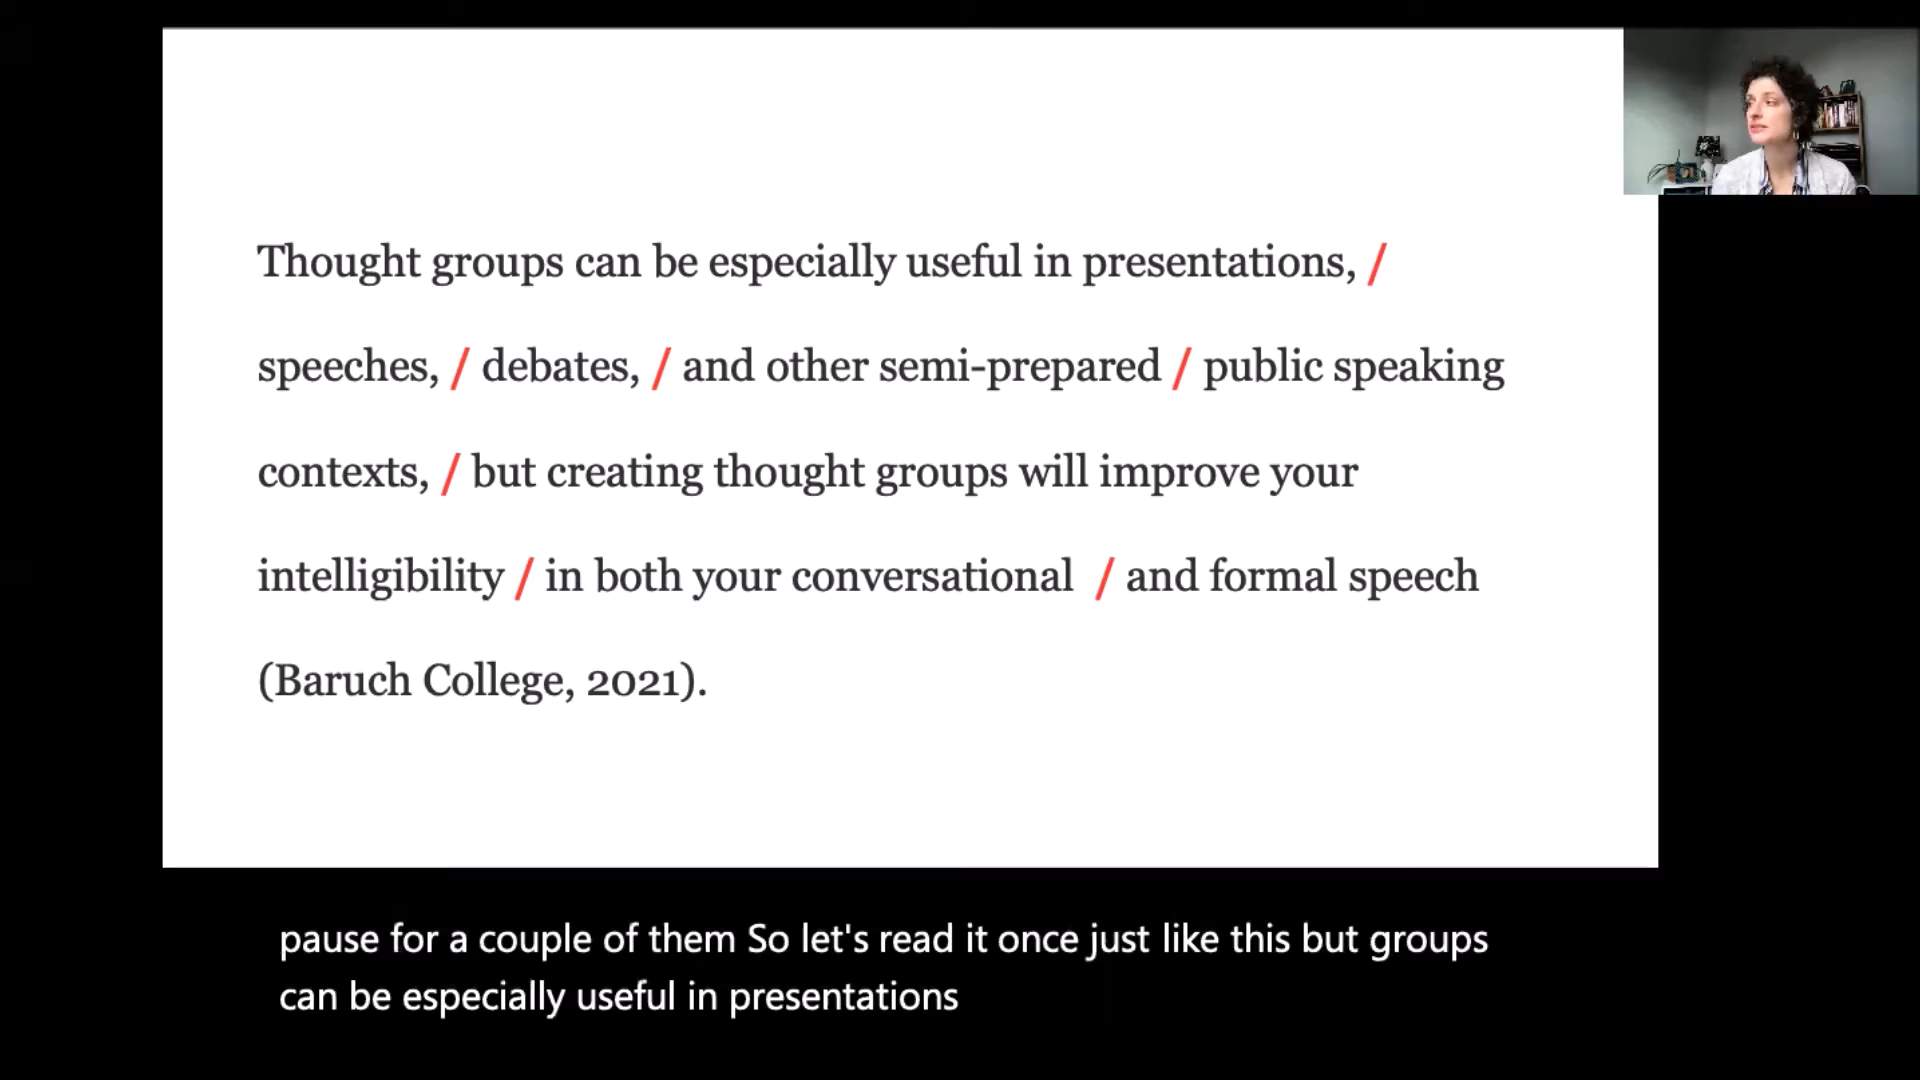 Thought groups can be especially useful in presentations, /
speeches, / debates, / and other semi-prepared / public speaking
contexts, / but creating thought groups will improve your
intelligibility / in both your conversational / and formal speech
(Baruch College, 2021).
pause for a couple of them So let's read it once just like this but groups
can be especially useful in presentations